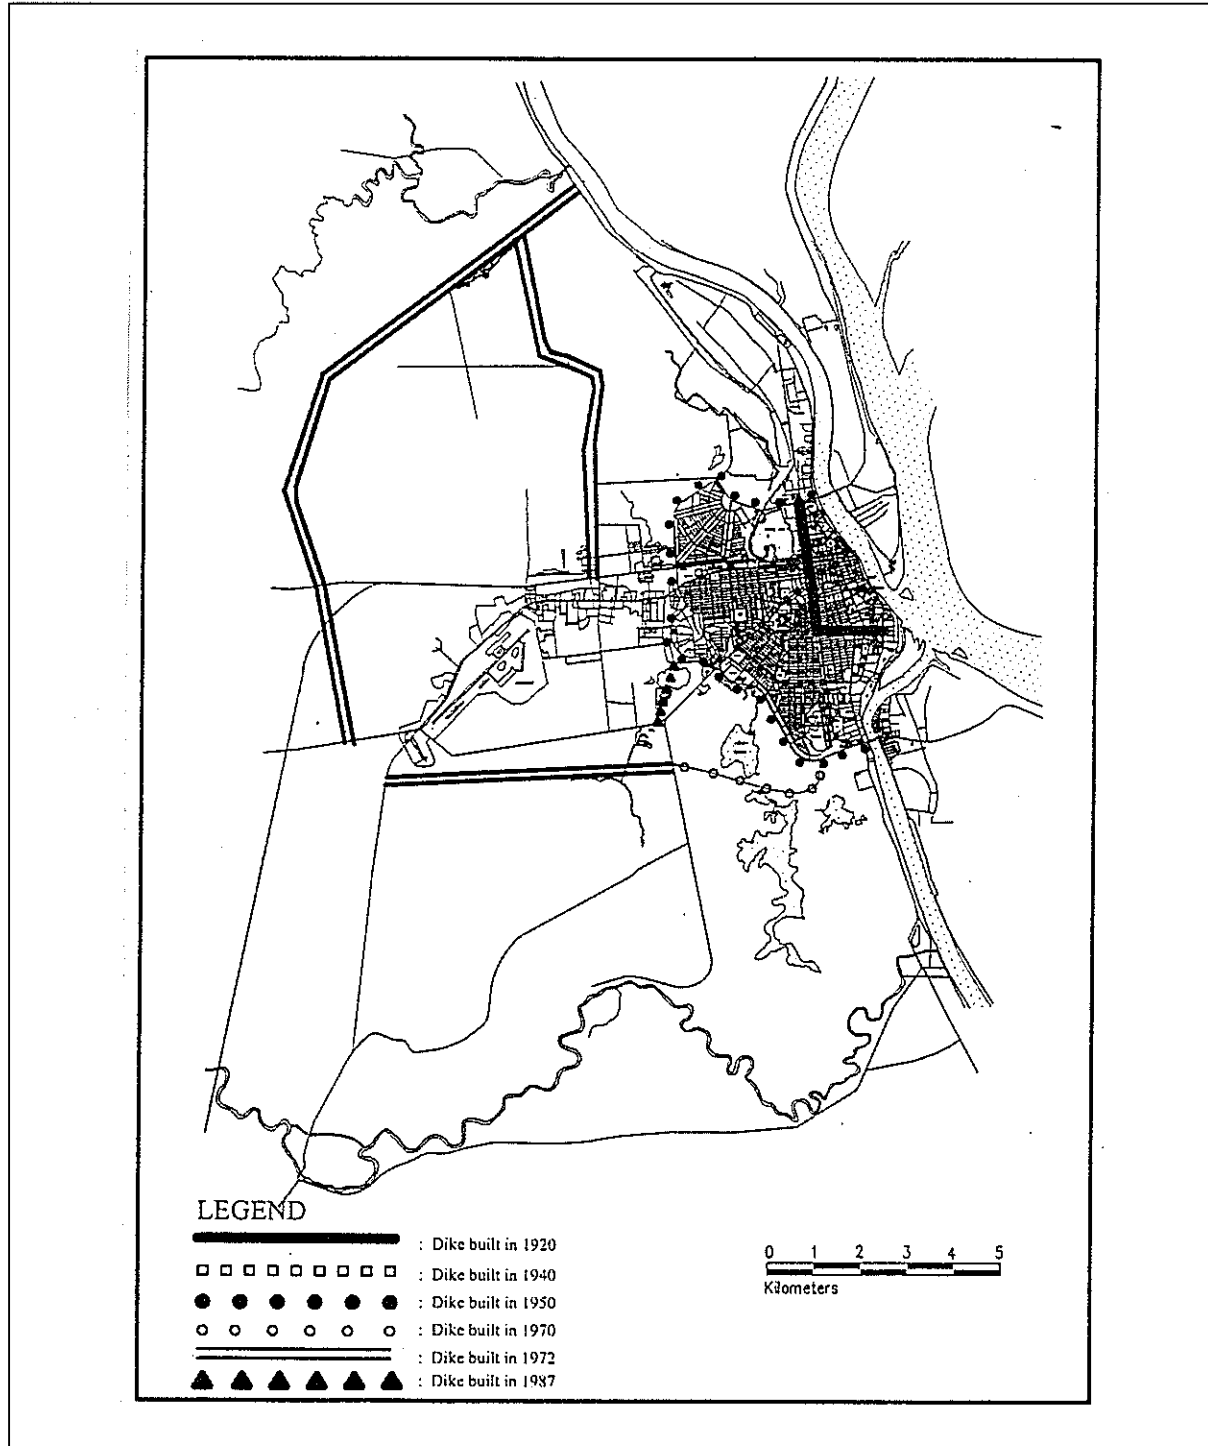 LEGEND
: Dike built in 1920
: Dike built in 1940
: Dike built in 1950
: Dike built in 1970
: Dike built in 1972
: Dike built in 1987
0 1 2 3 4 5
Kilometers